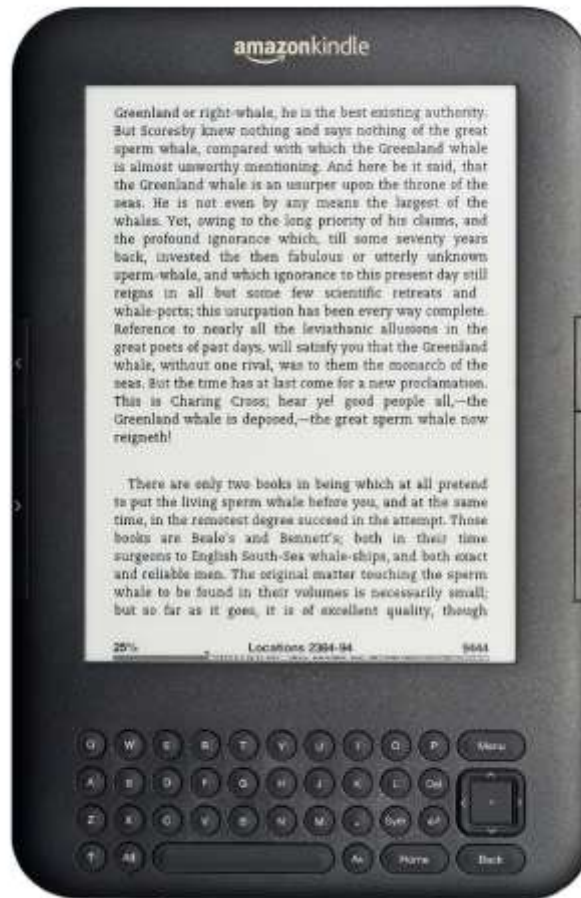 amazonkindle
Greenland or right-whale, he is the best existing authority.
But Scoresby knew nothing and says nothing of the great
sperm whale, compared with which the Greenland whale
is almost unworthy mentioning. And here be it said, that
the Greenland whale is an usurper upon the throne of the
seas. He is not even by any means the largest of the
whales. Yet, owing to the long priority of his claims, and
the profound ignorance which, till some seventy years
back, invested the then fabulous or utterly unknown
sperm-whale, and which ignorance to this present day still
reigns in all but some few scientific retreats and
whale-ports; this usurpation has been every way complete.
Reference to nearly all the leviathanic allusions in the
great poets of past days, will satisfy you that the Greenland
whale, without one rival, was to them the monarch of the
seas. But the time has at last come for a new proclamation.
This is Charing Cross; hear ye! good people all,—the
Greenland whale is deposed,—the great sperm whale now
reigneth!
There are only two books in being which at all pretend
to put the living sperm whale before you, and at the same
time, in the remotest degree succeed in the attempt. Those
books are Beale's and Bennett's; both in their time
surgeons to English South-Sea whale-ships, and both exact
and reliable men. The original matter touching the sperm
whale to be found in their volumes is necessarily small;
but so far as it goes, it is of excellent quality, though
25% Locations 2384-94 9444
Q W E R T Y U I O P Menu
A S D F G H J K L Del
Z X C V B N M . Sym
Alt Aa Home Back